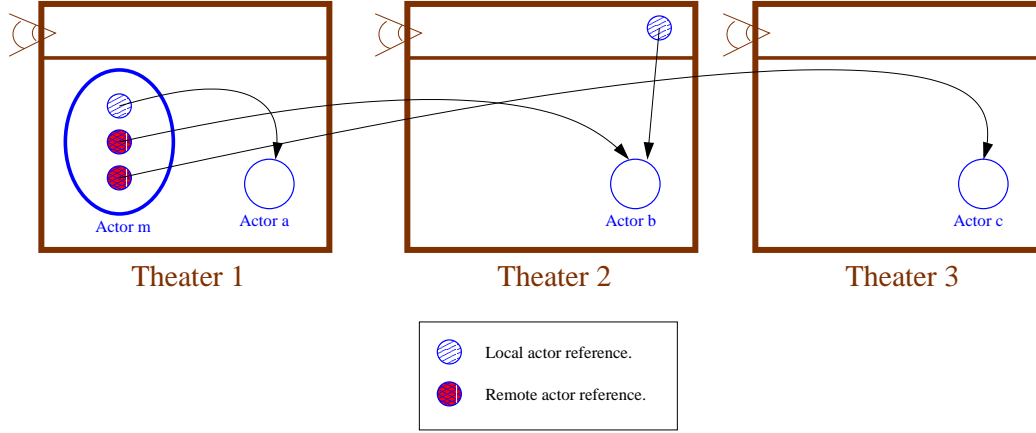 Actor m
Actor a
Actor b
Actor c
Theater 1
Theater 2
Theater 3
Local actor reference.
Remote actor reference.